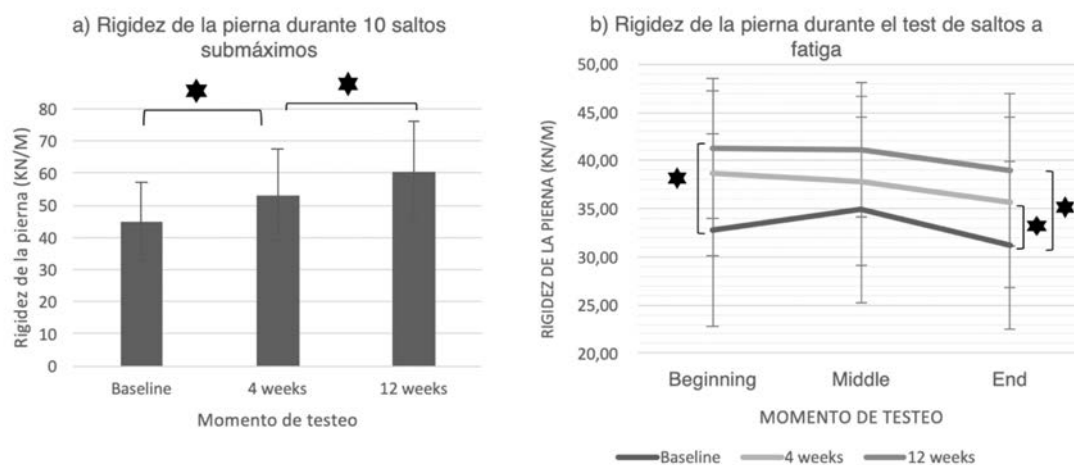 a) Rigidez de la pierna durante 10 saltos
submáximos
Rigidez de la pierna (KN/M)
80
70
60
50
40
30
20
10
0
Baseline 4 weeks 12 weeks
Momento de testeo
b) Rigidez de la pierna durante el test de saltos a
fatiga
RIGIDEZ DE LA PIERNA (KN/M)
50,00
45,00
40,00
35,00
30,00
25,00
20,00
Beginning Middle End
MOMENTO DE TESTEO
Baseline 4 weeks 12 weeks